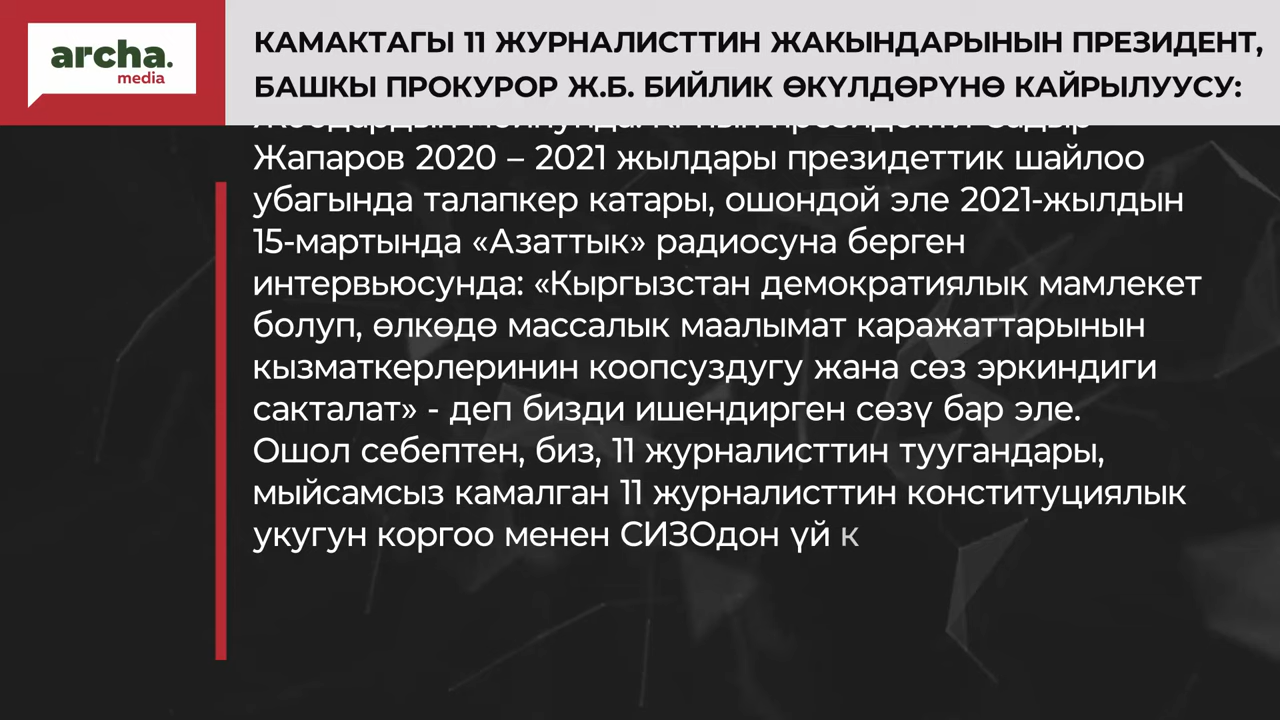 archa.
media
КАМАКТАГЫ 11 ЖУРНАЛИСТТИН ЖАКЫНДАРЫНЫН ПРЕЗИДЕНТ,
БАШКЫ ПРОКУРОР Ж.Б. БИЙЛИК ӨКҮЛДӨРҮНӨ КАЙРЫЛУУСУ:
Жапаров 2020 – 2021 жылдары президеттик шайлоо
убагында талапкер катары, ошондой эле 2021-жылдын
15-мартында «Азаттык» радиосуна берген
интервьюсунда: «Кыргызстан демократиялык мамлекет
болуп, өлкөдө массалык маалымат каражаттарынын
кызматкерлеринин коопсуздугу жана сөз эркиндиги
сакталат» - деп бизди ишендирген сөзү бар эле.
Ошол себептен, биз, 11 журналисттин туугандары,
мыйсамсыз камалган 11 журналисттин конституциялык
укугун коргоо менен СИЗОдон үй к